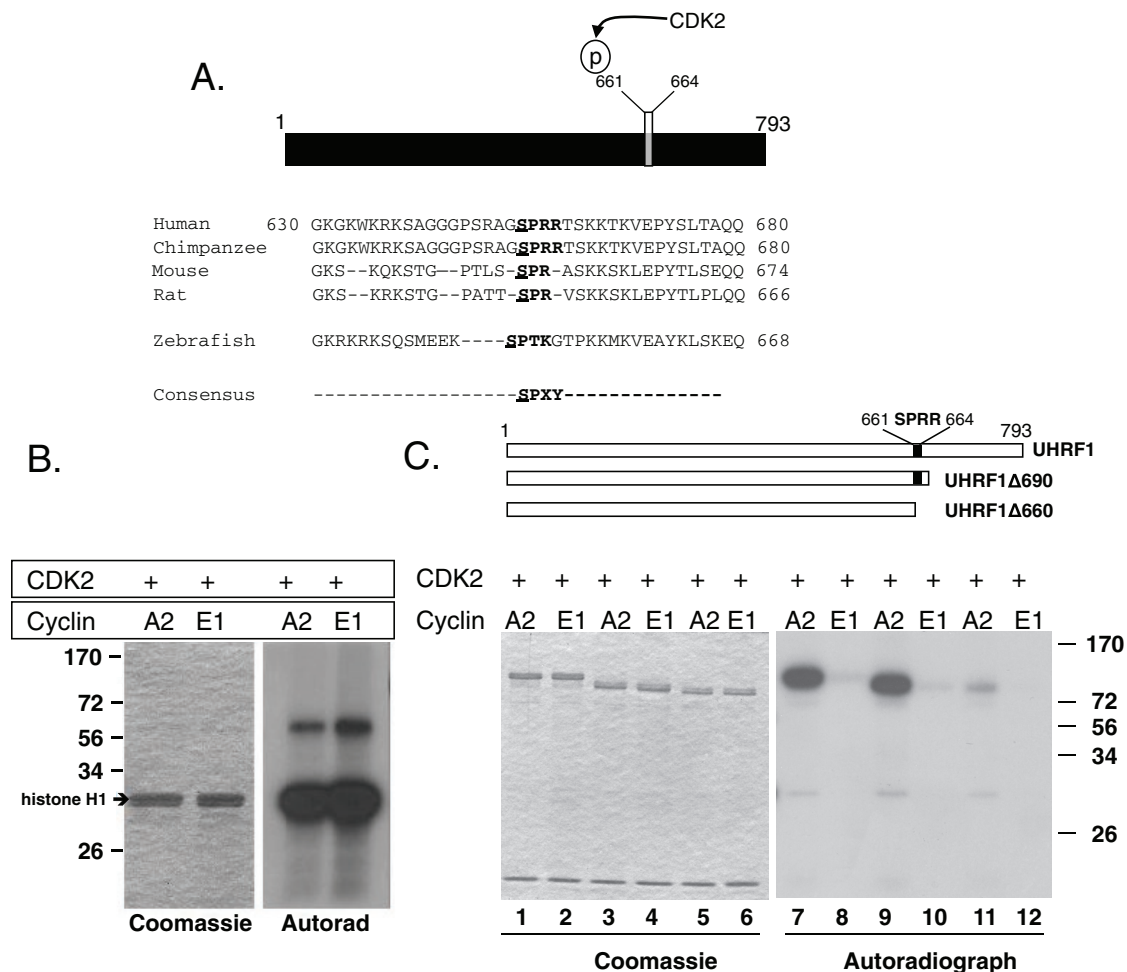 A.
CDK2
p
661 664
1 793
Human 630 GKGKWKRKSAGGGPSRAGSPRRTSKKTKVEPYSLTAQQ 680
Chimpanzee GKGKWKRKSAGGGPSRAGSPRRTSKKTKVEPYSLTAQQ 680
Mouse GKS--KQKSTG--PTLS-SPR-ASKKSKLEPYTLSEQQ 674
Rat GKS--KRKSTG--PATT-SPR-VSKKSKLEPYTLPLQQ 666
Zebrafish GKRKRKSQSMEEK----SPTKGTPKKMKVEAYKLSKEQ 668
Consensus ------------------SPXY--------------
B.
CDK2 + + + +
Cyclin A2 E1 A2 E1
170
72
56
34
histone H1
26
Coomassie Autorad
C.
661 SPRR 664
1 793
UHRF1
UHRF1Δ690
UHRF1Δ660
CDK2 + + + + + + + + + + + +
Cyclin A2 E1 A2 E1 A2 E1 A2 E1 A2 E1 A2 E1
170
72
56
34
26
1 2 3 4 5 6 7 8 9 10 11 12
Coomassie Autoradiograph